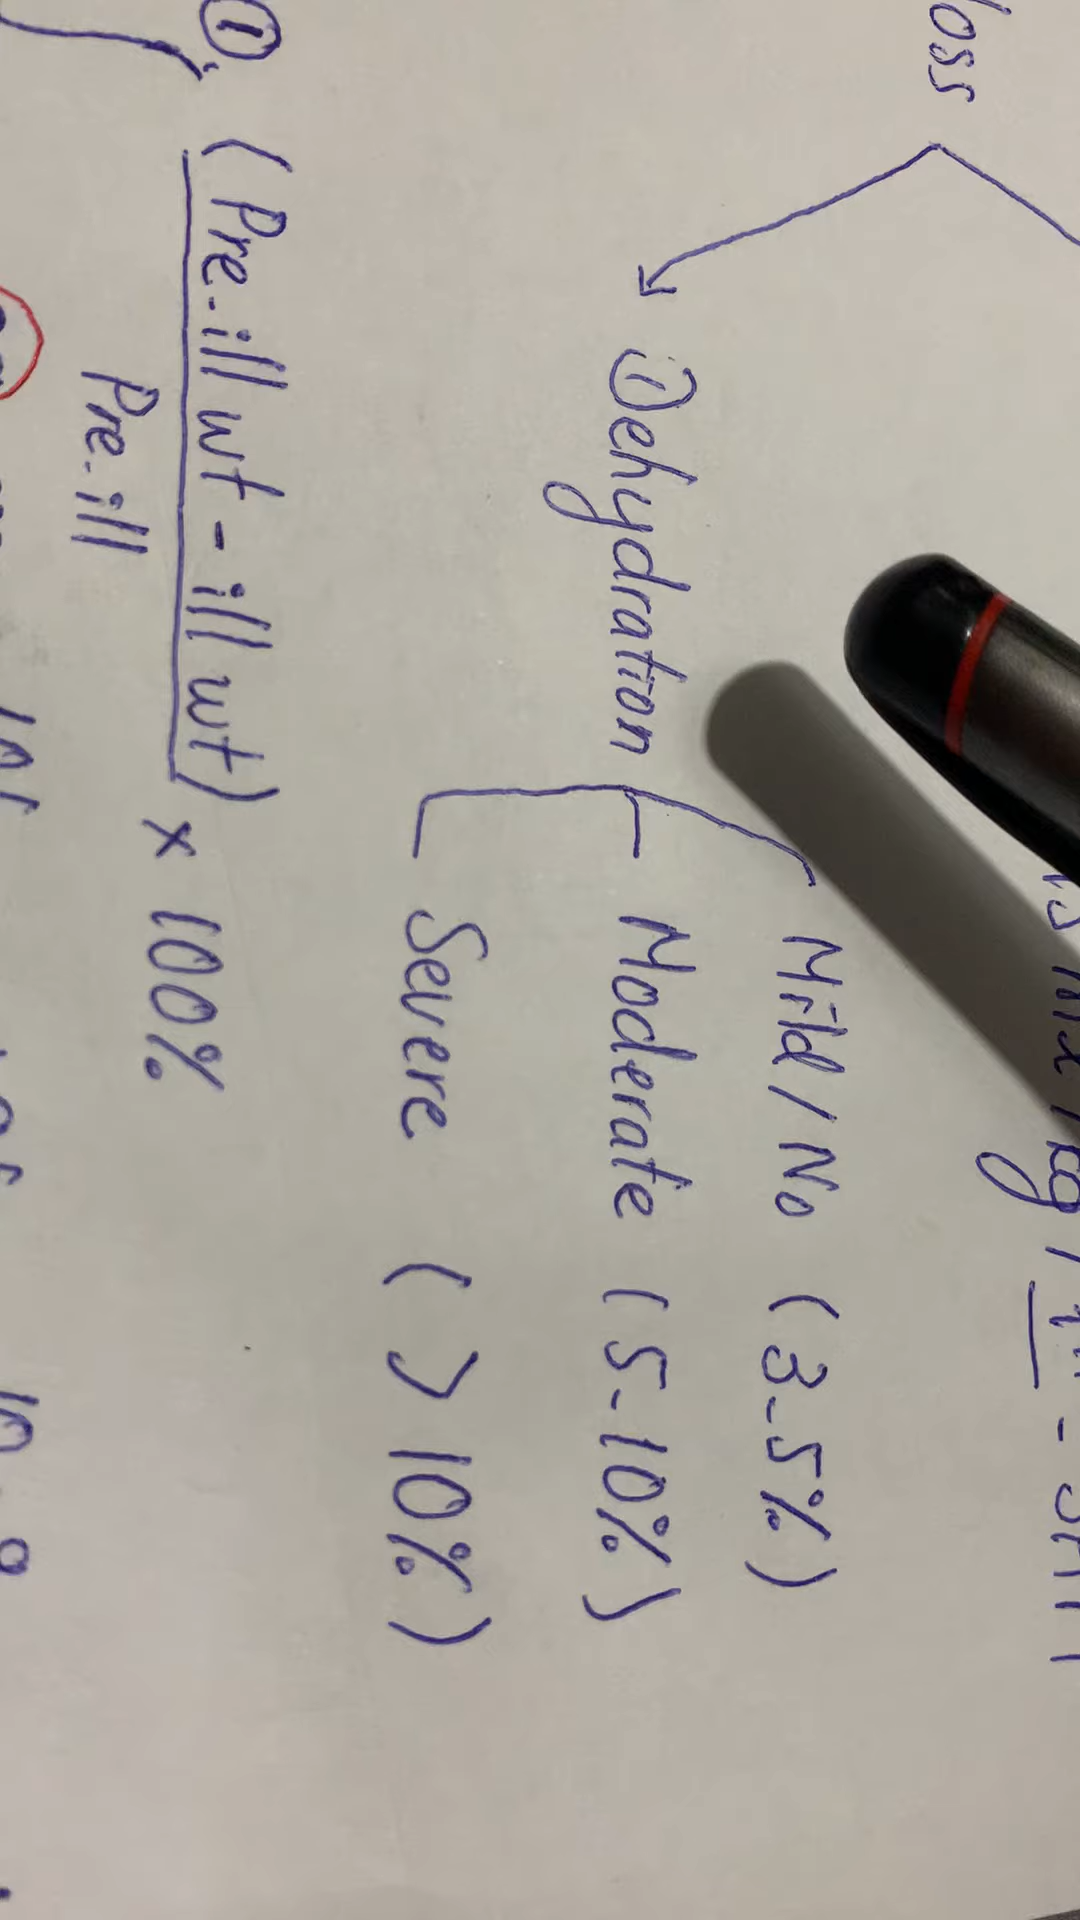 loss
① Dehydration
Mild / No (3-5%)
Moderate (5-10%)
Severe ( > 10%)
①. (Pre-ill wt - ill wt) x 100%
Pre-ill